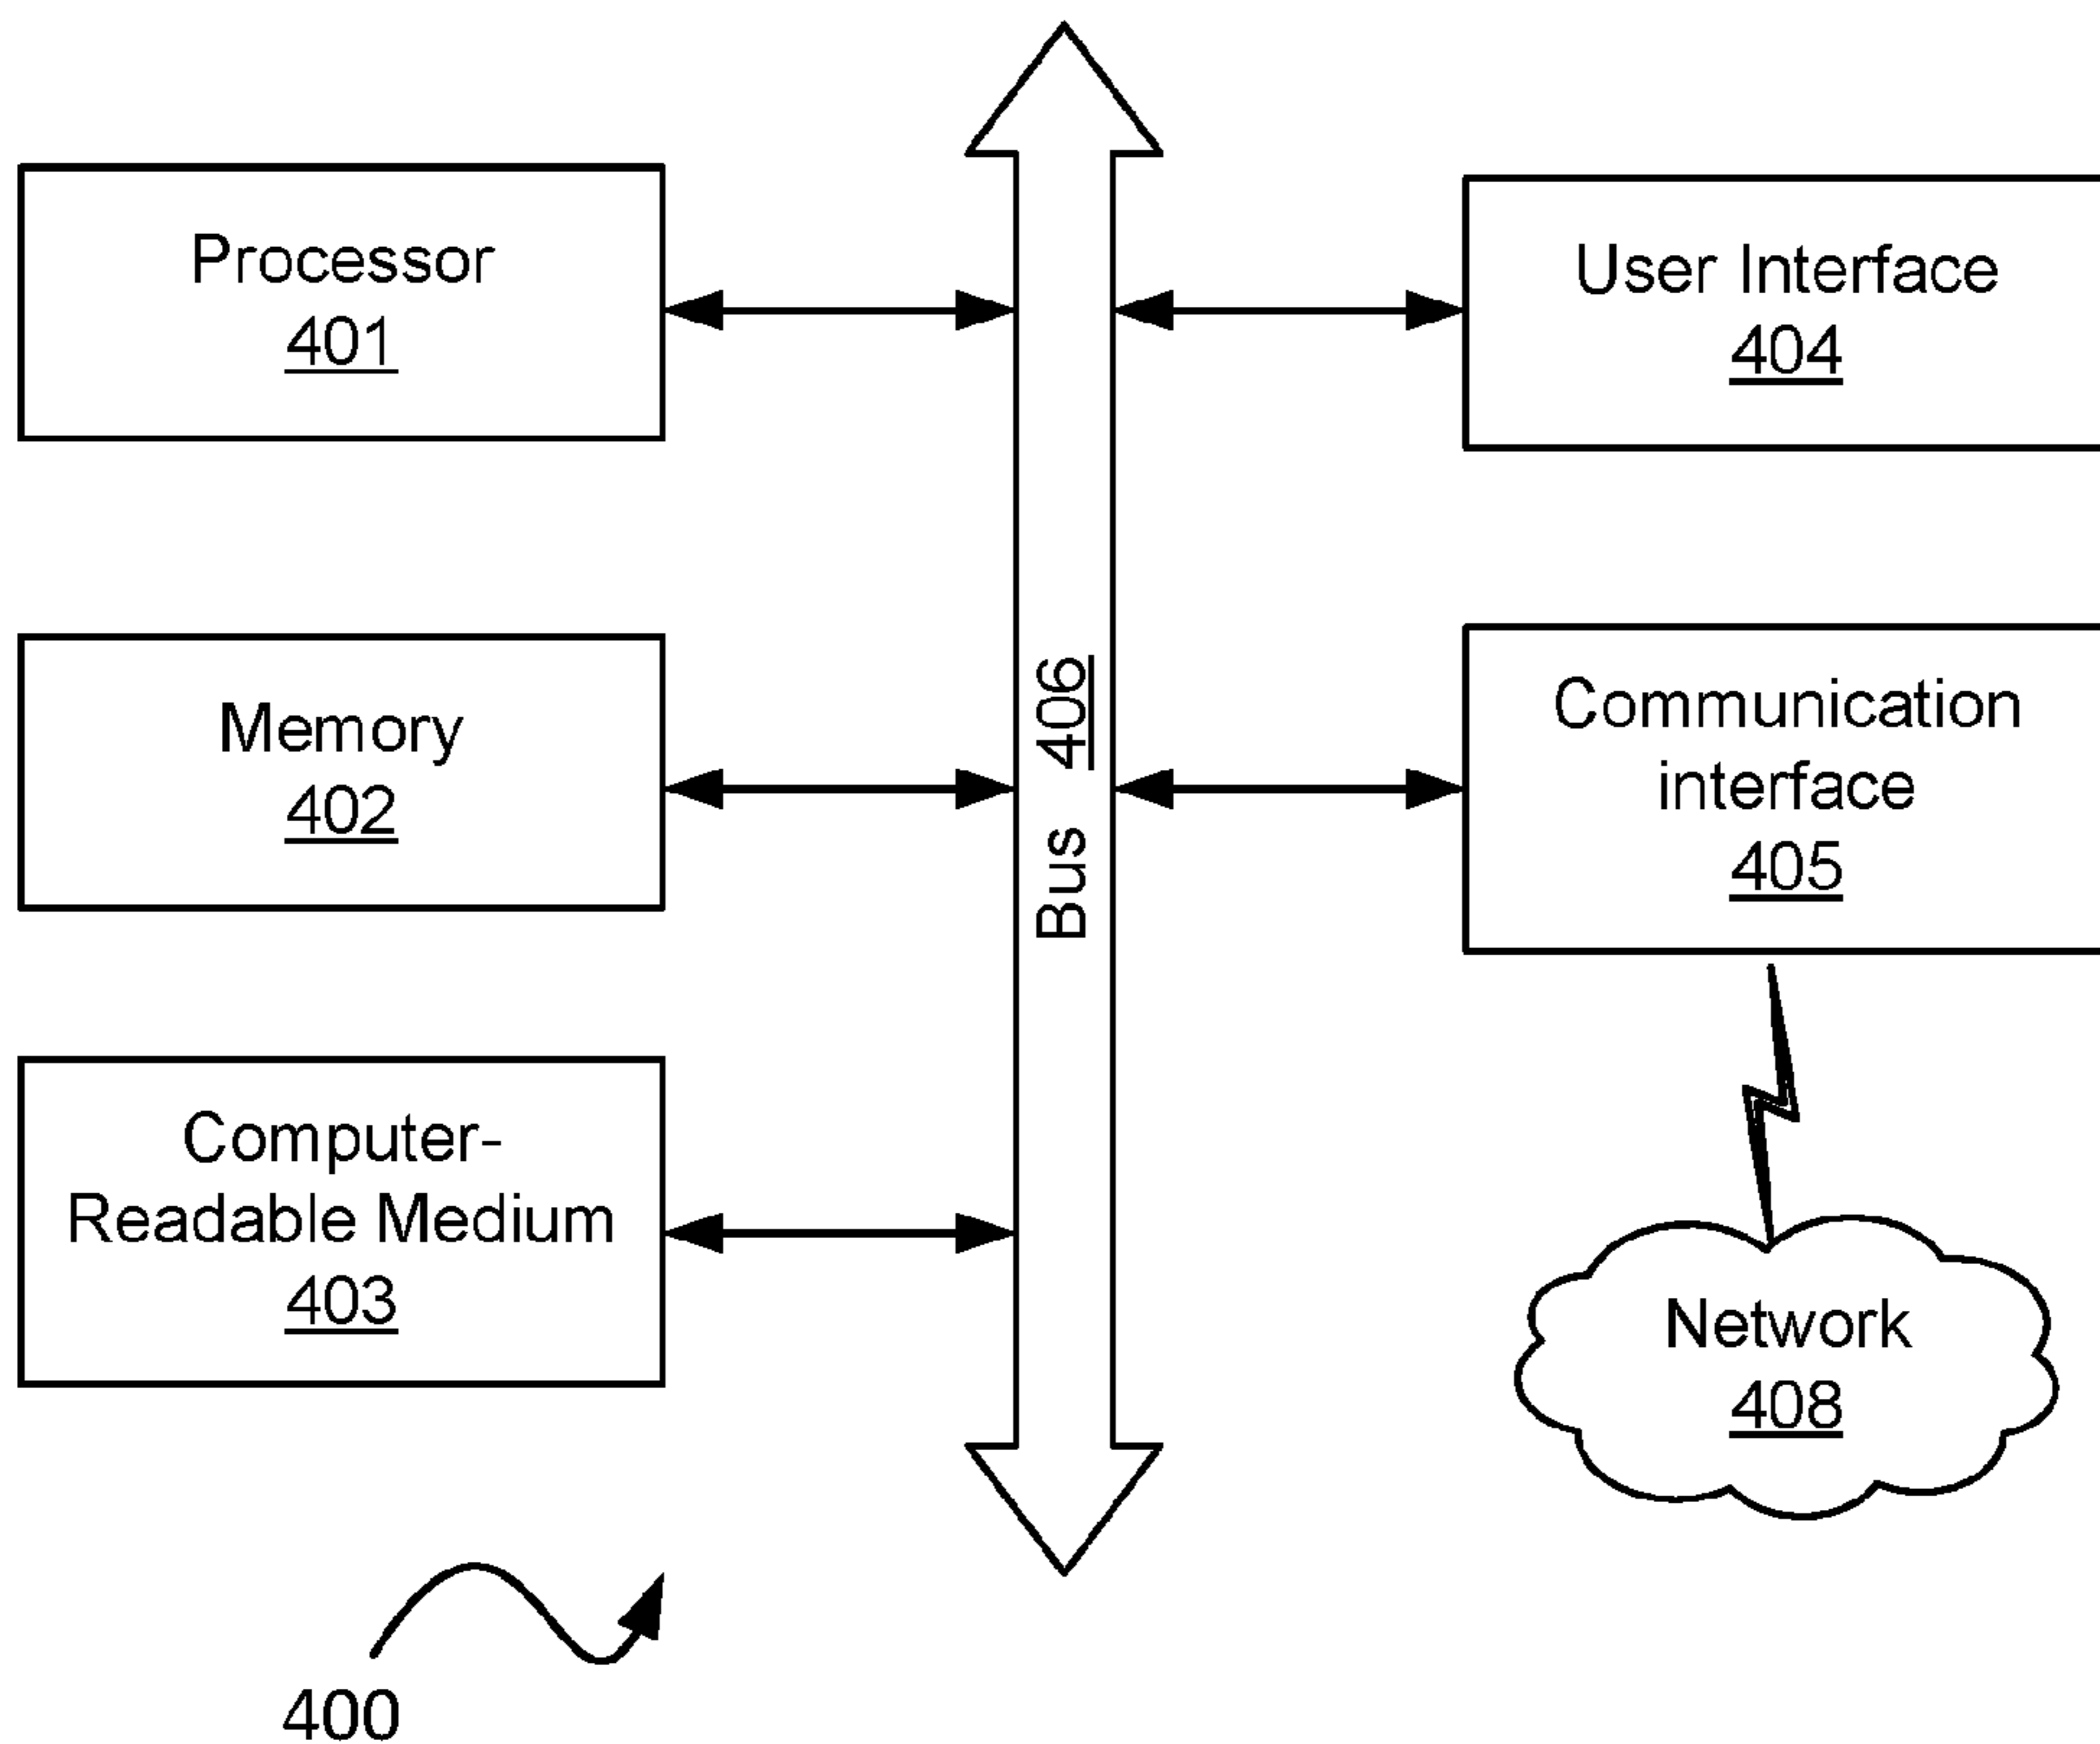 Processor
401
Memory
402
Computer-
Readable Medium
403
Bus 406
User Interface
404
Communication
interface
405
Network
408
400